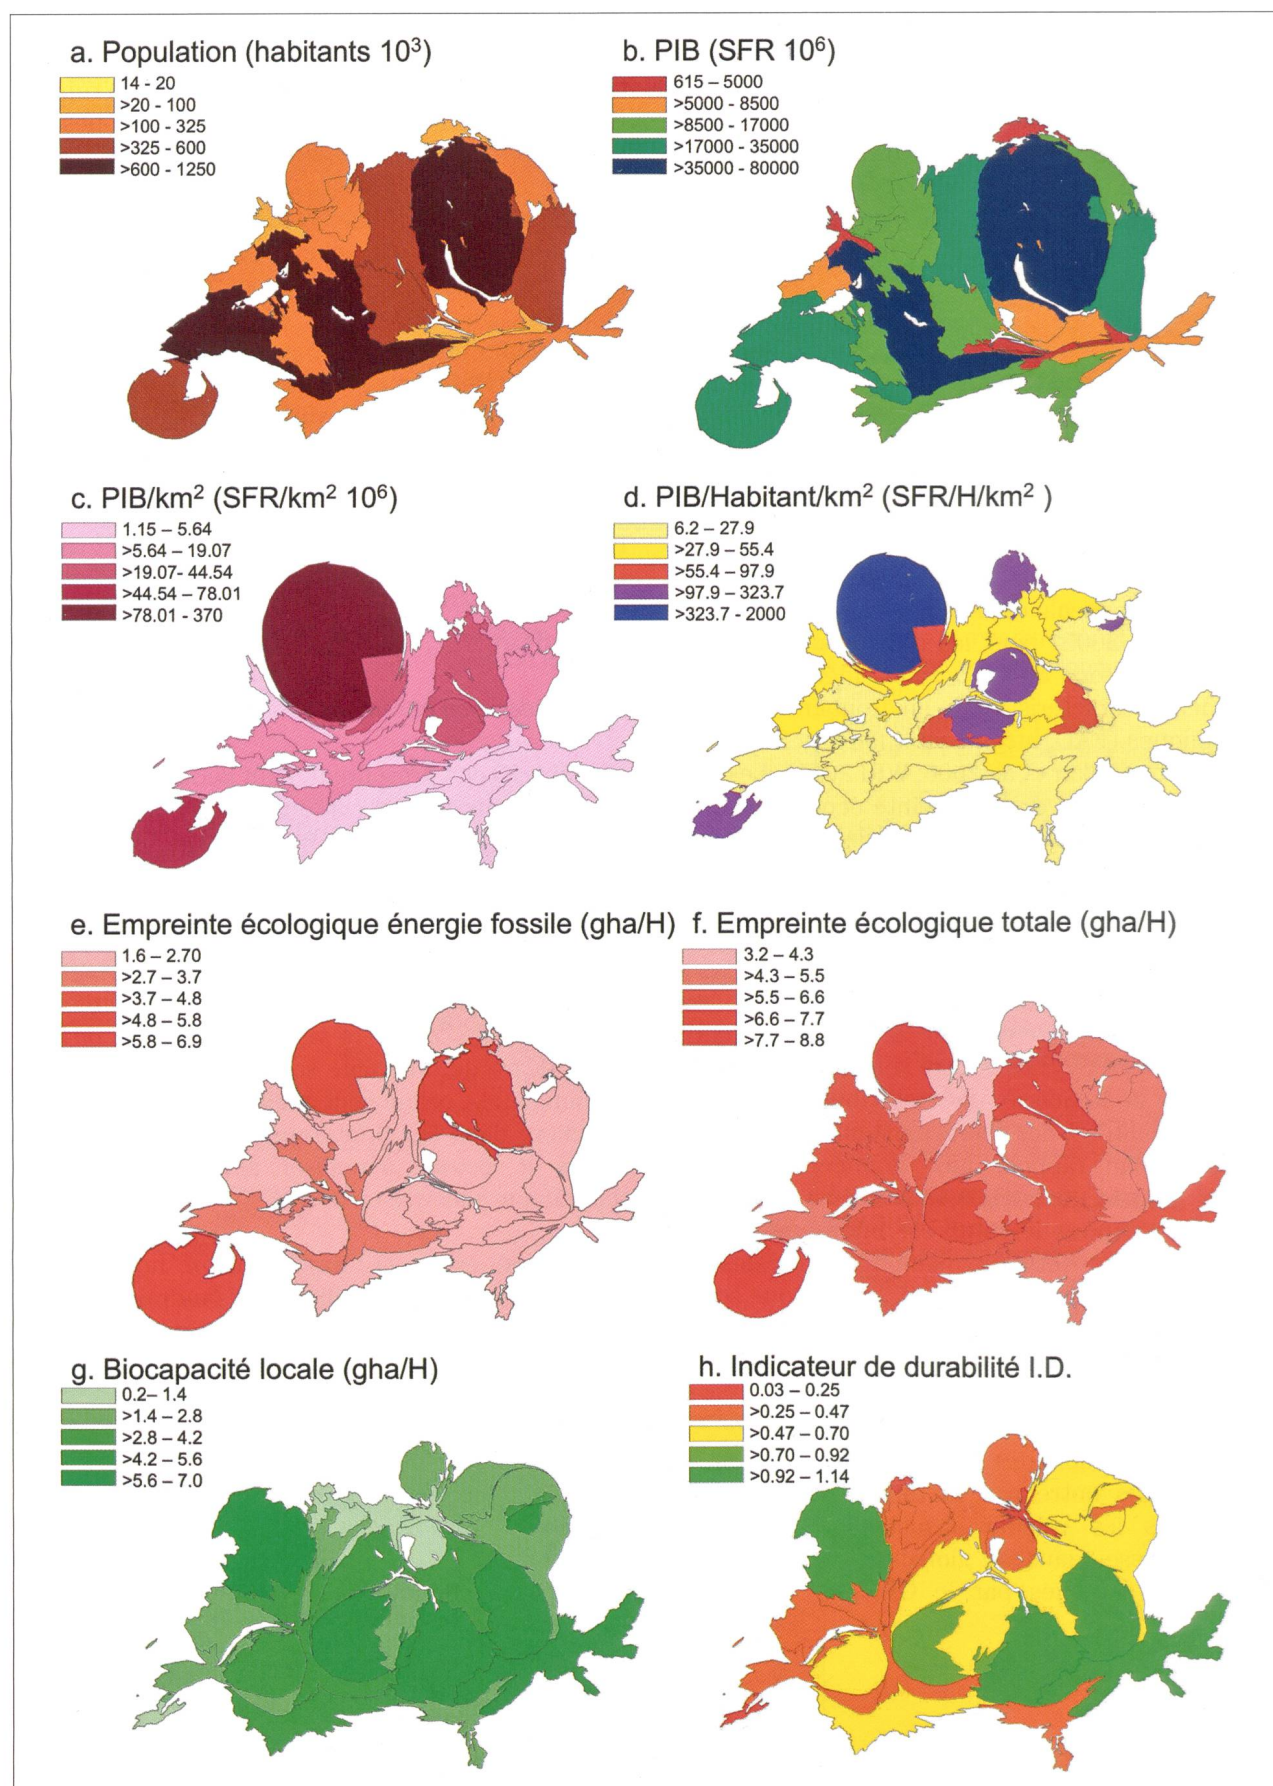 a. Population (habitants 10³)
14 - 20
>20 - 100
>100 - 325
>325 - 600
>600 - 1250
b. PIB (SFR 10⁶)
615 – 5000
>5000 - 8500
>8500 - 17000
>17000 - 35000
>35000 - 80000
c. PIB/km² (SFR/km² 10⁶)
1.15 – 5.64
>5.64 – 19.07
>19.07- 44.54
>44.54 – 78.01
>78.01 - 370
d. PIB/Habitant/km² (SFR/H/km² )
6.2 – 27.9
>27.9 – 55.4
>55.4 – 97.9
>97.9 – 323.7
>323.7 - 2000
e. Empreinte écologique énergie fossile (gha/H)
1.6 – 2.70
>2.7 – 3.7
>3.7 – 4.8
>4.8 – 5.8
>5.8 – 6.9
f. Empreinte écologique totale (gha/H)
3.2 – 4.3
>4.3 – 5.5
>5.5 – 6.6
>6.6 – 7.7
>7.7 – 8.8
g. Biocapacité locale (gha/H)
0.2– 1.4
>1.4 – 2.8
>2.8 – 4.2
>4.2 – 5.6
>5.6 – 7.0
h. Indicateur de durabilité I.D.
0.03 – 0.25
>0.25 – 0.47
>0.47 – 0.70
>0.70 – 0.92
>0.92 – 1.14